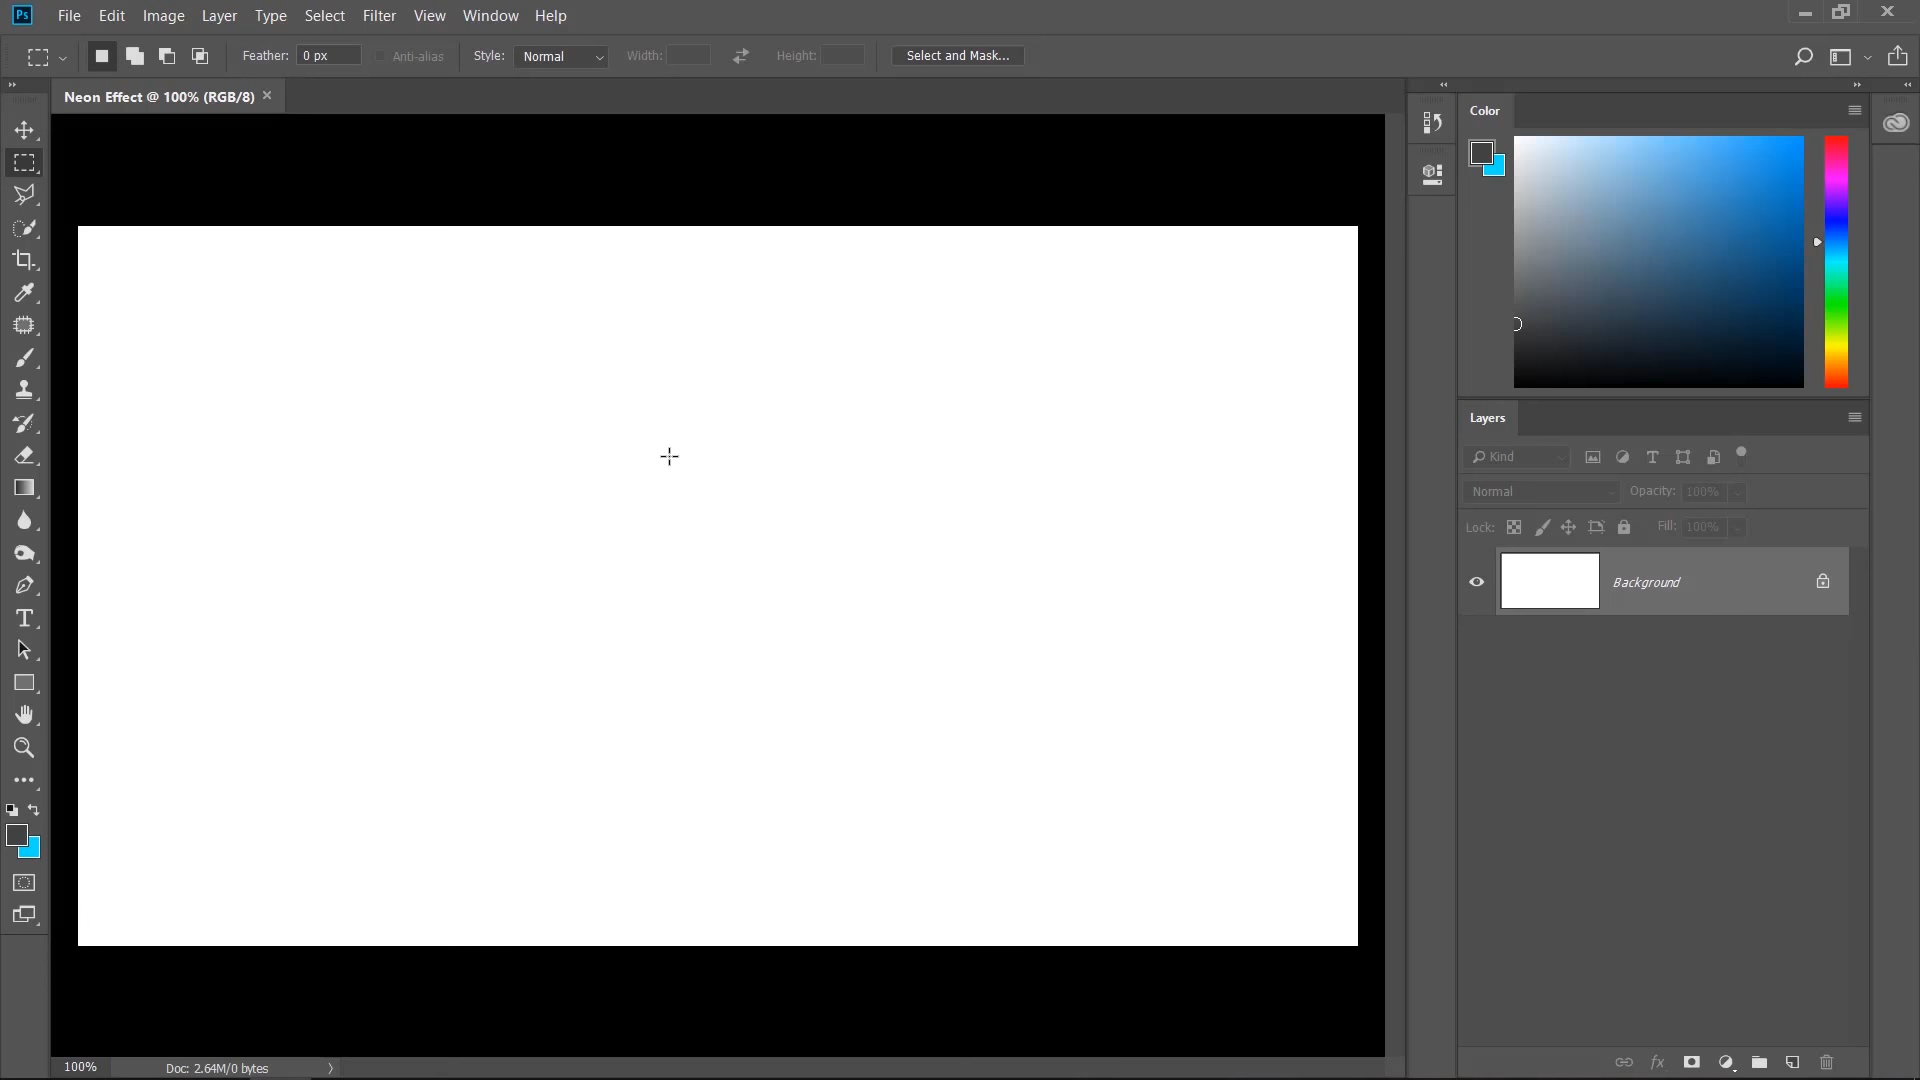 Ps File Edit Image Layer Type Select Filter View Window Help
Feather: 0 px Anti-alias Style: Normal Width: Height: Select and Mask...
Neon Effect @ 100% (RGB/8) ×
Color
Layers
Kind
Normal Opacity: 100%
Lock: Fill: 100%
Background
100% Doc: 2.64M/0 bytes
fx